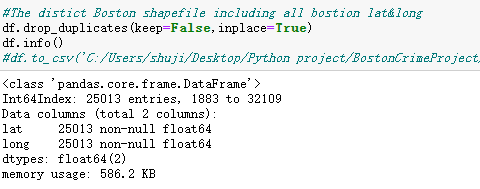 #The distict Boston shapefile including all bostion lat&long
df.drop_duplicates(keep=False,inplace=True)
df.info()
#df.to_csv('C:/Users/shuji/Desktop/Python project/BostonCrimeProject,
<class 'pandas.core.frame.DataFrame'>
Int64Index: 25013 entries, 1883 to 32109
Data columns (total 2 columns):
lat     25013 non-null float64
long    25013 non-null float64
dtypes: float64(2)
memory usage: 586.2 KB